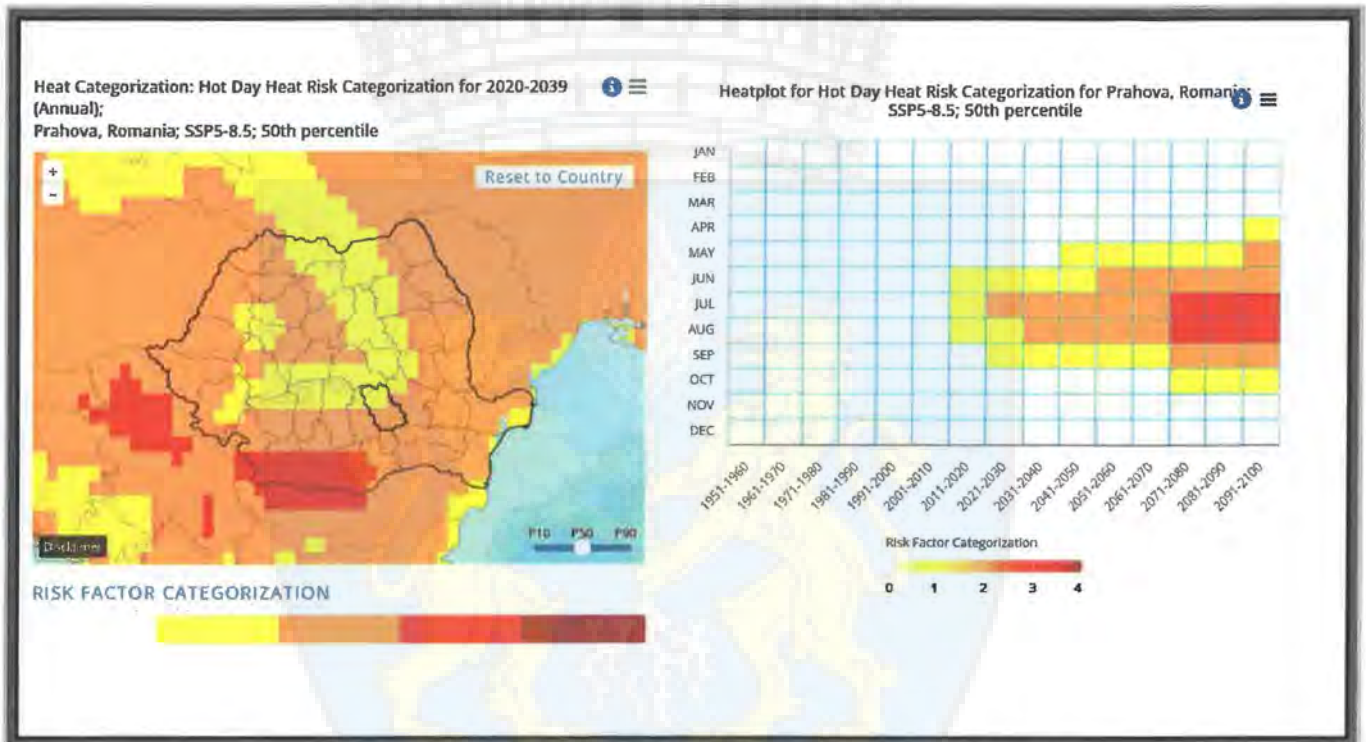 Heat Categorization: Hot Day Heat Risk Categorization for 2020-2039
(Annual);
Prahova, Romania; SSP5-8.5; 50th percentile
+
-
Reset to Country
P10 P50 P90
Disclaimer
RISK FACTOR CATEGORIZATION
Heatplot for Hot Day Heat Risk Categorization for Prahova, Romania;
SSP5-8.5; 50th percentile
JAN
FEB
MAR
APR
MAY
JUN
JUL
AUG
SEP
OCT
NOV
DEC
1951-1960
1961-1970
1971-1980
1981-1990
1991-2000
2001-2010
2011-2020
2021-2030
2031-2040
2041-2050
2051-2060
2061-2070
2071-2080
2081-2090
2091-2100
Risk Factor Categorization
0 1 2 3 4